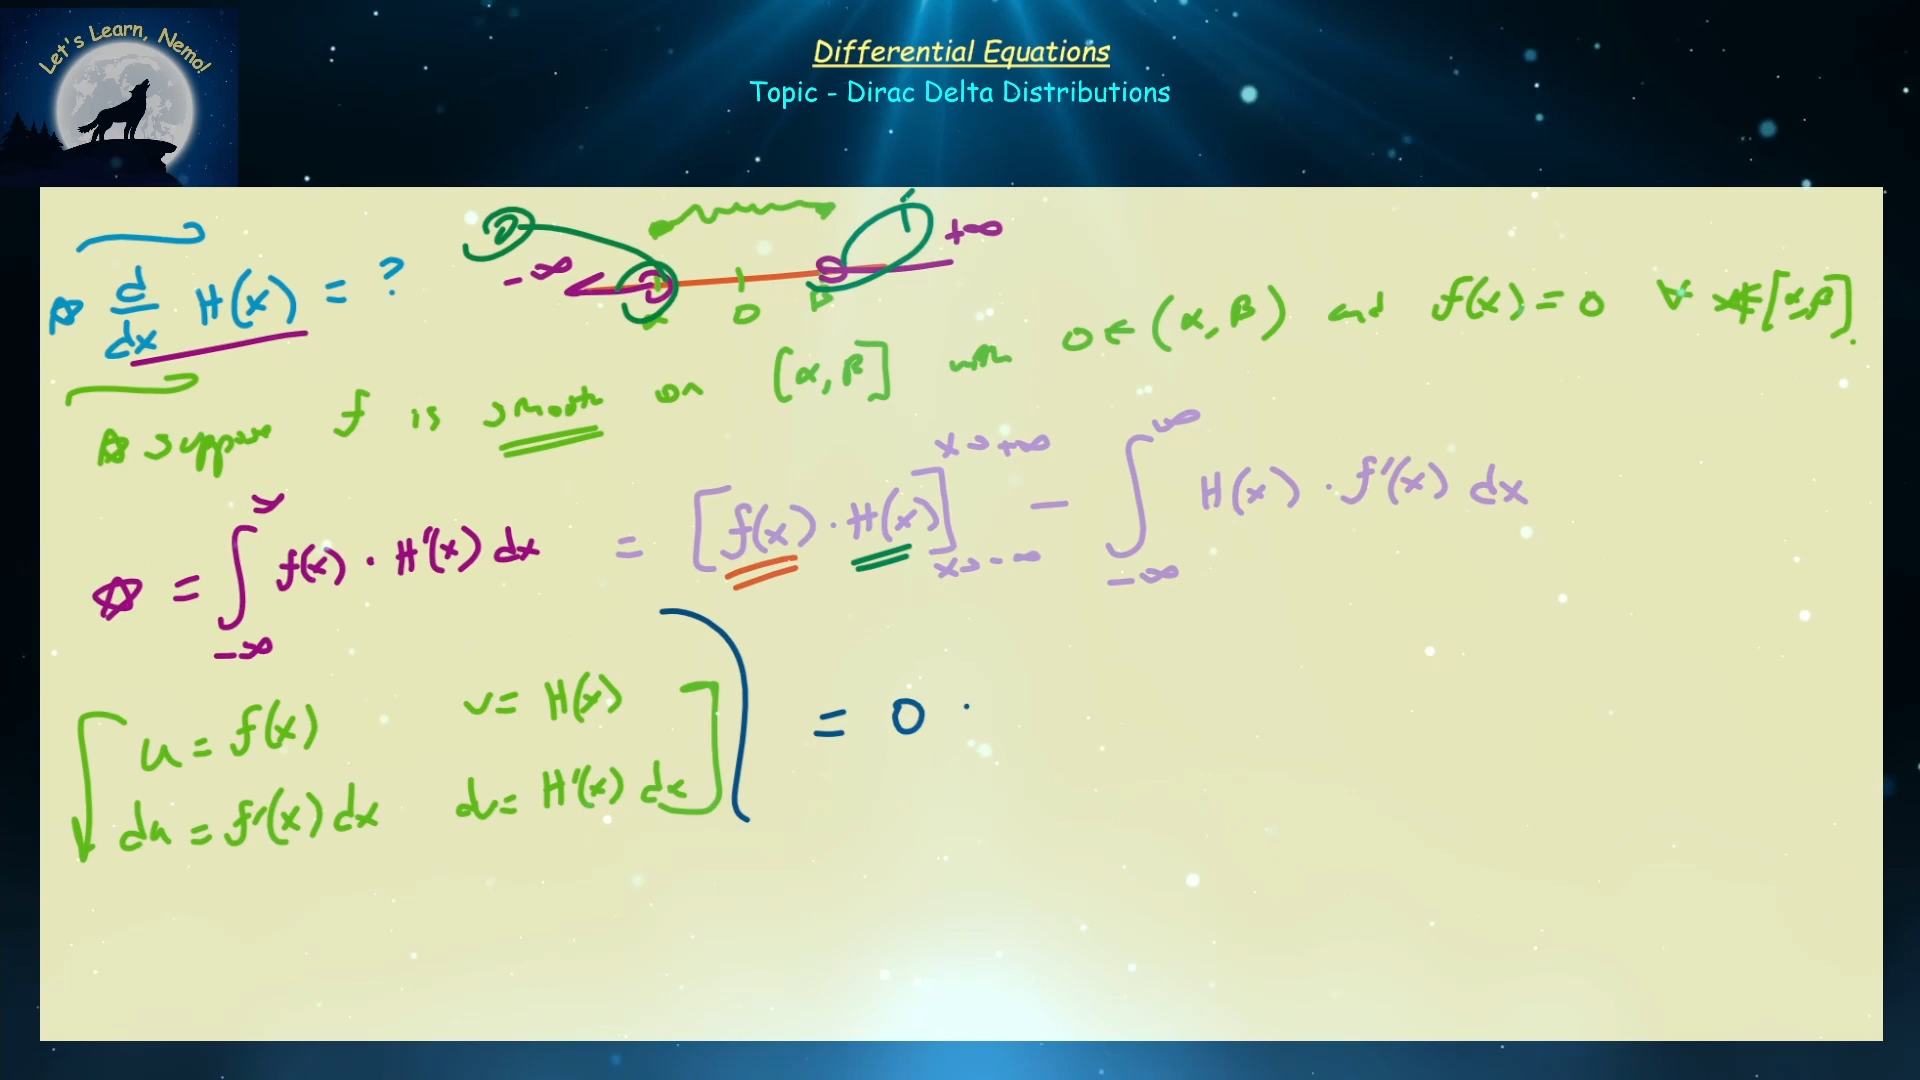 Let's Learn, Nemo!
Differential Equations
Topic - Dirac Delta Distributions
-∞ 0 β +∞
d/dx H(x) = ?
☆ suppose f is smooth on [α, β] with 0 ∈ (α, β) and f(x) = 0 ∀ x ∉ [α, β].
☆ = ∫_{-∞}^{∞} f(x) · H'(x) dx = [f(x) · H(x)]_{x→-∞}^{x→+∞} - ∫_{-∞}^{∞} H(x) · f'(x) dx
u = f(x) v = H(x)
du = f'(x) dx dv = H'(x) dx
= 0 ·